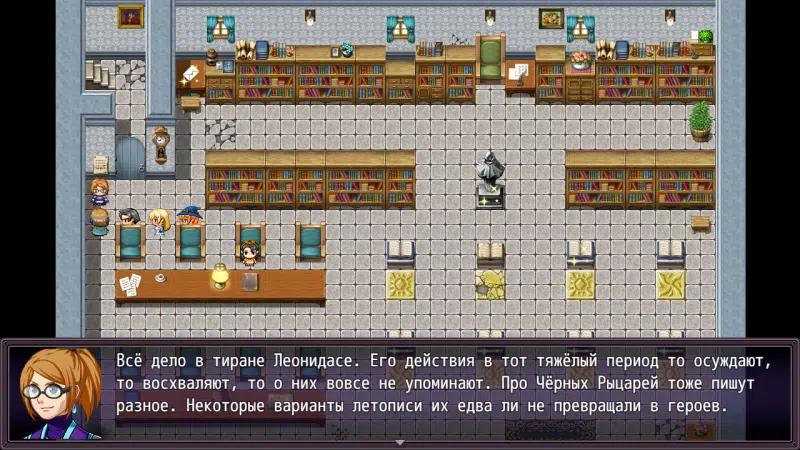 Всё дело в тиране Леонидасе. Его действия в тот тяжёлый период то осуждают,
то восхваляют, то о них вовсе не упоминают. Про Чёрных Рыцарей тоже пишут
разное. Некоторые варианты летописи их едва ли не превращали в героев.